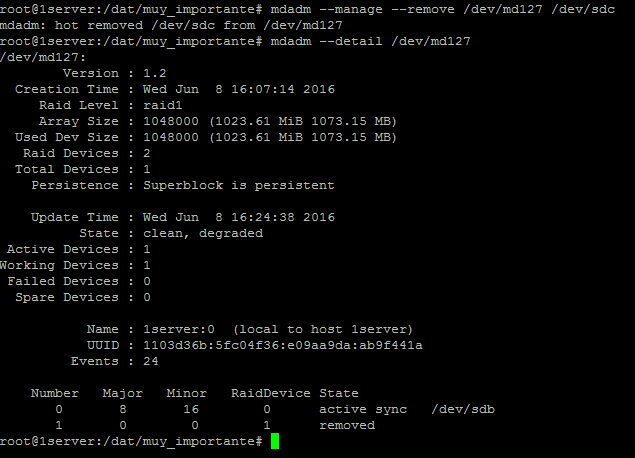 root@1server:/dat/muy_importante# mdadm --manage --remove /dev/md127 /dev/sdc
mdadm: hot removed /dev/sdc from /dev/md127
root@1server:/dat/muy_importante# mdadm --detail /dev/md127
/dev/md127:
Version : 1.2
Creation Time : Wed Jun  8 16:07:14 2016
Raid Level : raid1
Array Size : 1048000 (1023.61 MiB 1073.15 MB)
Used Dev Size : 1048000 (1023.61 MiB 1073.15 MB)
Raid Devices : 2
Total Devices : 1
Persistence : Superblock is persistent
Update Time : Wed Jun  8 16:24:38 2016
State : clean, degraded
Active Devices : 1
Working Devices : 1
Failed Devices : 0
Spare Devices : 0
Name : 1server:0  (local to host 1server)
UUID : 1103d36b:5fc04f36:e09aa9da:ab9f441a
Events : 24
Number   Major   Minor   RaidDevice State
0       8       16        0      active sync   /dev/sdb
1       0        0        1      removed
root@1server:/dat/muy_importante#